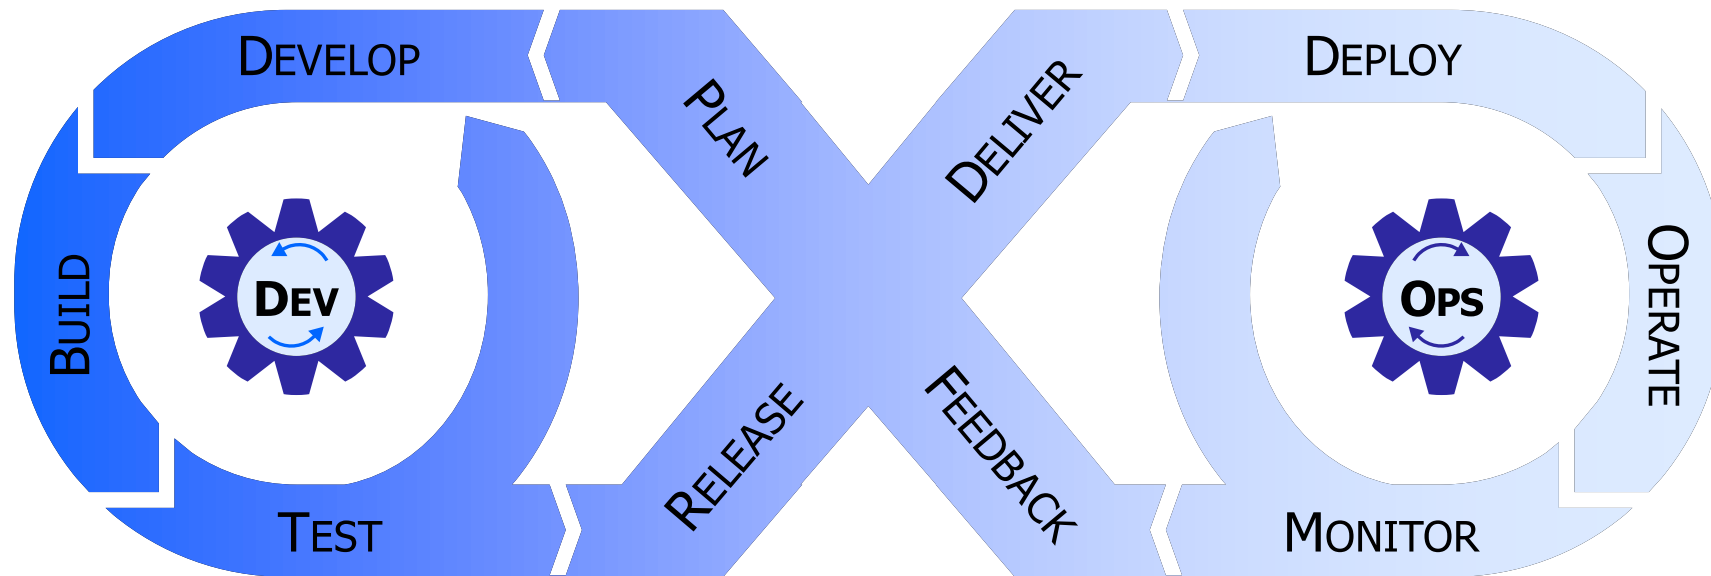 DEVELOP
PLAN
DELIVER
DEPLOY
BUILD
DEV
OPS
OPERATE
RELEASE
FEEDBACK
TEST
MONITOR